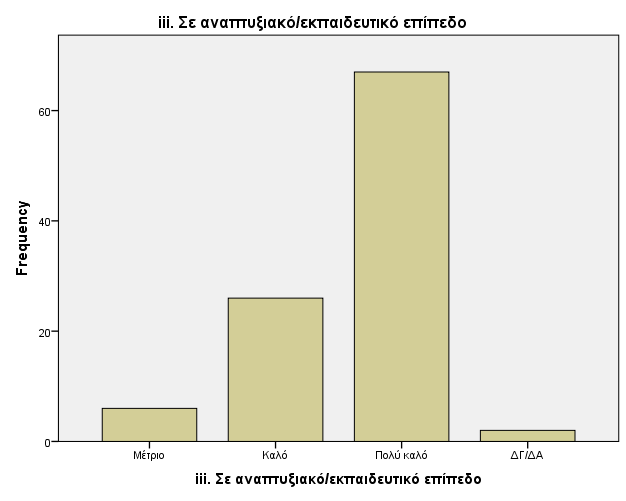 iii. Σε αναπτυξιακό/εκπαιδευτικό επίπεδο
Frequency
60
40
20
0
Μέτριο Καλό Πολύ καλό ΔΓ/ΔΑ
iii. Σε αναπτυξιακό/εκπαιδευτικό επίπεδο